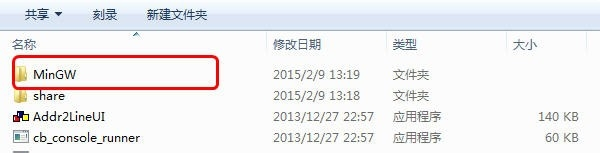 共享 刻录 新建文件夹
名称 修改日期 类型 大小
MinGW 2015/2/9 13:19 文件夹
share 2015/2/9 13:18 文件夹
Addr2LineUI 2013/12/27 22:57 应用程序 140 KB
cb_console_runner 2013/12/27 22:57 应用程序 60 KB